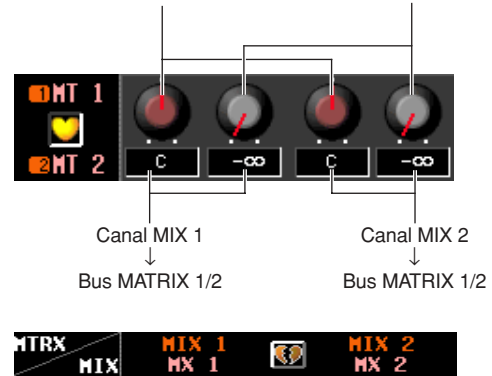 1 MT 1
2 MT 2
C -∞ C -∞
Canal MIX 1 Canal MIX 2
↓ ↓
Bus MATRIX 1/2 Bus MATRIX 1/2
MTRX MIX 1 MIX 2
MIX MX 1 MX 2